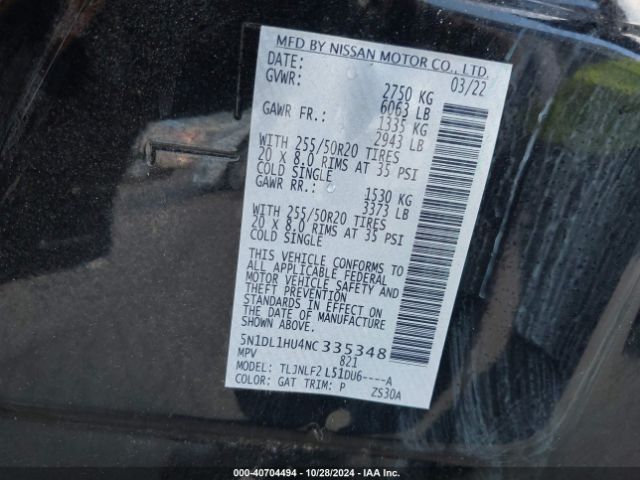 MFD BY NISSAN MOTOR CO., LTD.
DATE: 03/22
GVWR: 2750 KG
6063 LB
GAWR FR.: 1335 KG
2943 LB
WITH 255/50R20 TIRES
20 X 8.0 RIMS AT 35 PSI
COLD SINGLE
GAWR RR.: 1530 KG
3373 LB
WITH 255/50R20 TIRES
20 X 8.0 RIMS AT 35 PSI
COLD SINGLE
THIS VEHICLE CONFORMS TO
ALL APPLICABLE FEDERAL
MOTOR VEHICLE SAFETY AND
THEFT PREVENTION
STANDARDS IN EFFECT ON
THE DATE OF MANUFACTURE
SHOWN ABOVE.
5N1DL1HU4NC335348
MPV 821
MODEL: TLJNLF2 L51DU6----A
COLOR: GAT TRIM: P ZS30A
000-40704494 - 10/28/2024 - IAA Inc.